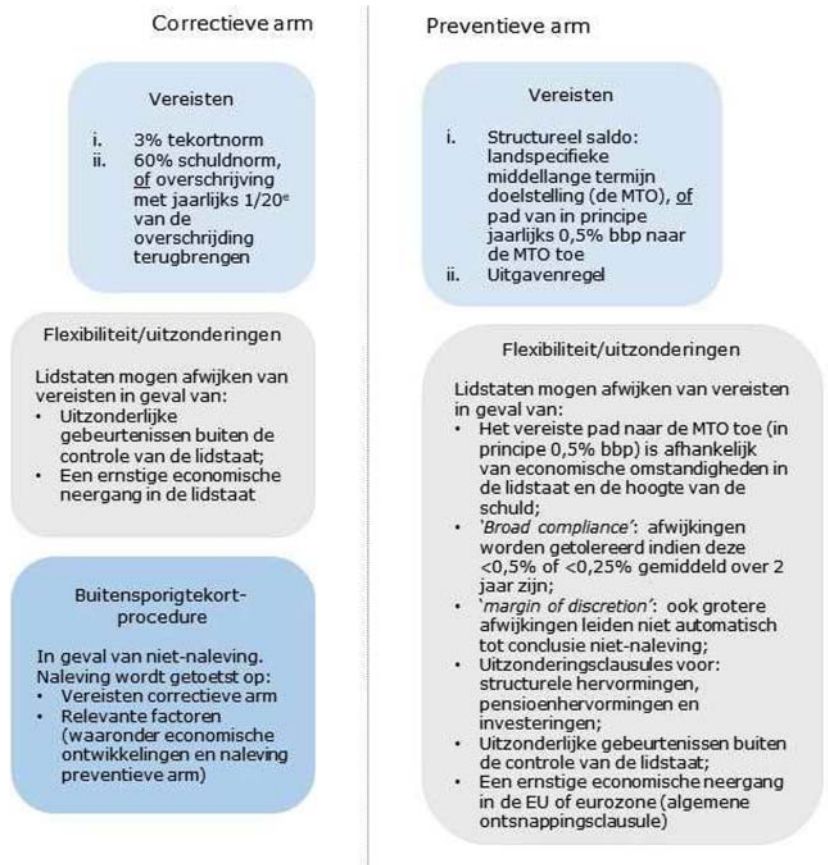 Correctieve arm
Vereisten
i. 3% tekortnorm
ii. 60% schuldnorm,
of overschrijving
met jaarlijks 1/20e
van de
overschrijding
terugbrengen
Flexibiliteit/uitzonderingen
Lidstaten mogen afwijken van
vereisten in geval van:
• Uitzonderlijke
gebeurtenissen buiten de
controle van de lidstaat;
• Een ernstige economische
neergang in de lidstaat
Buitensporigtekort-
procedure
In geval van niet-naleving.
Naleving wordt getoetst op:
• Vereisten correctieve arm
• Relevante factoren
(waaronder economische
ontwikkelingen en naleving
preventieve arm)
Preventieve arm
Vereisten
i. Structureel saldo:
landspecifieke
middellange termijn
doelstelling (de MTO), of
pad van in principe
jaarlijks 0,5% bbp naar
de MTO toe
ii. Uitgavenregel
Flexibiliteit/uitzonderingen
Lidstaten mogen afwijken van vereisten
in geval van:
• Het vereiste pad naar de MTO toe (in
principe 0,5% bbp) is afhankelijk
van economische omstandigheden in
de lidstaat en de hoogte van de
schuld;
• ‘Broad compliance’: afwijkingen
worden getolereerd indien deze
<0,5% of <0,25% gemiddeld over 2
jaar zijn;
• ‘margin of discretion’: ook grotere
afwijkingen leiden niet automatisch
tot conclusie niet-naleving;
• Uitzonderingsclausules voor:
structurele hervormingen,
pensioenhervormingen en
investeringen;
• Uitzonderlijke gebeurtenissen buiten
de controle van de lidstaat;
• Een ernstige economische neergang
in de EU of eurozone (algemene
ontsnappingsclausule)